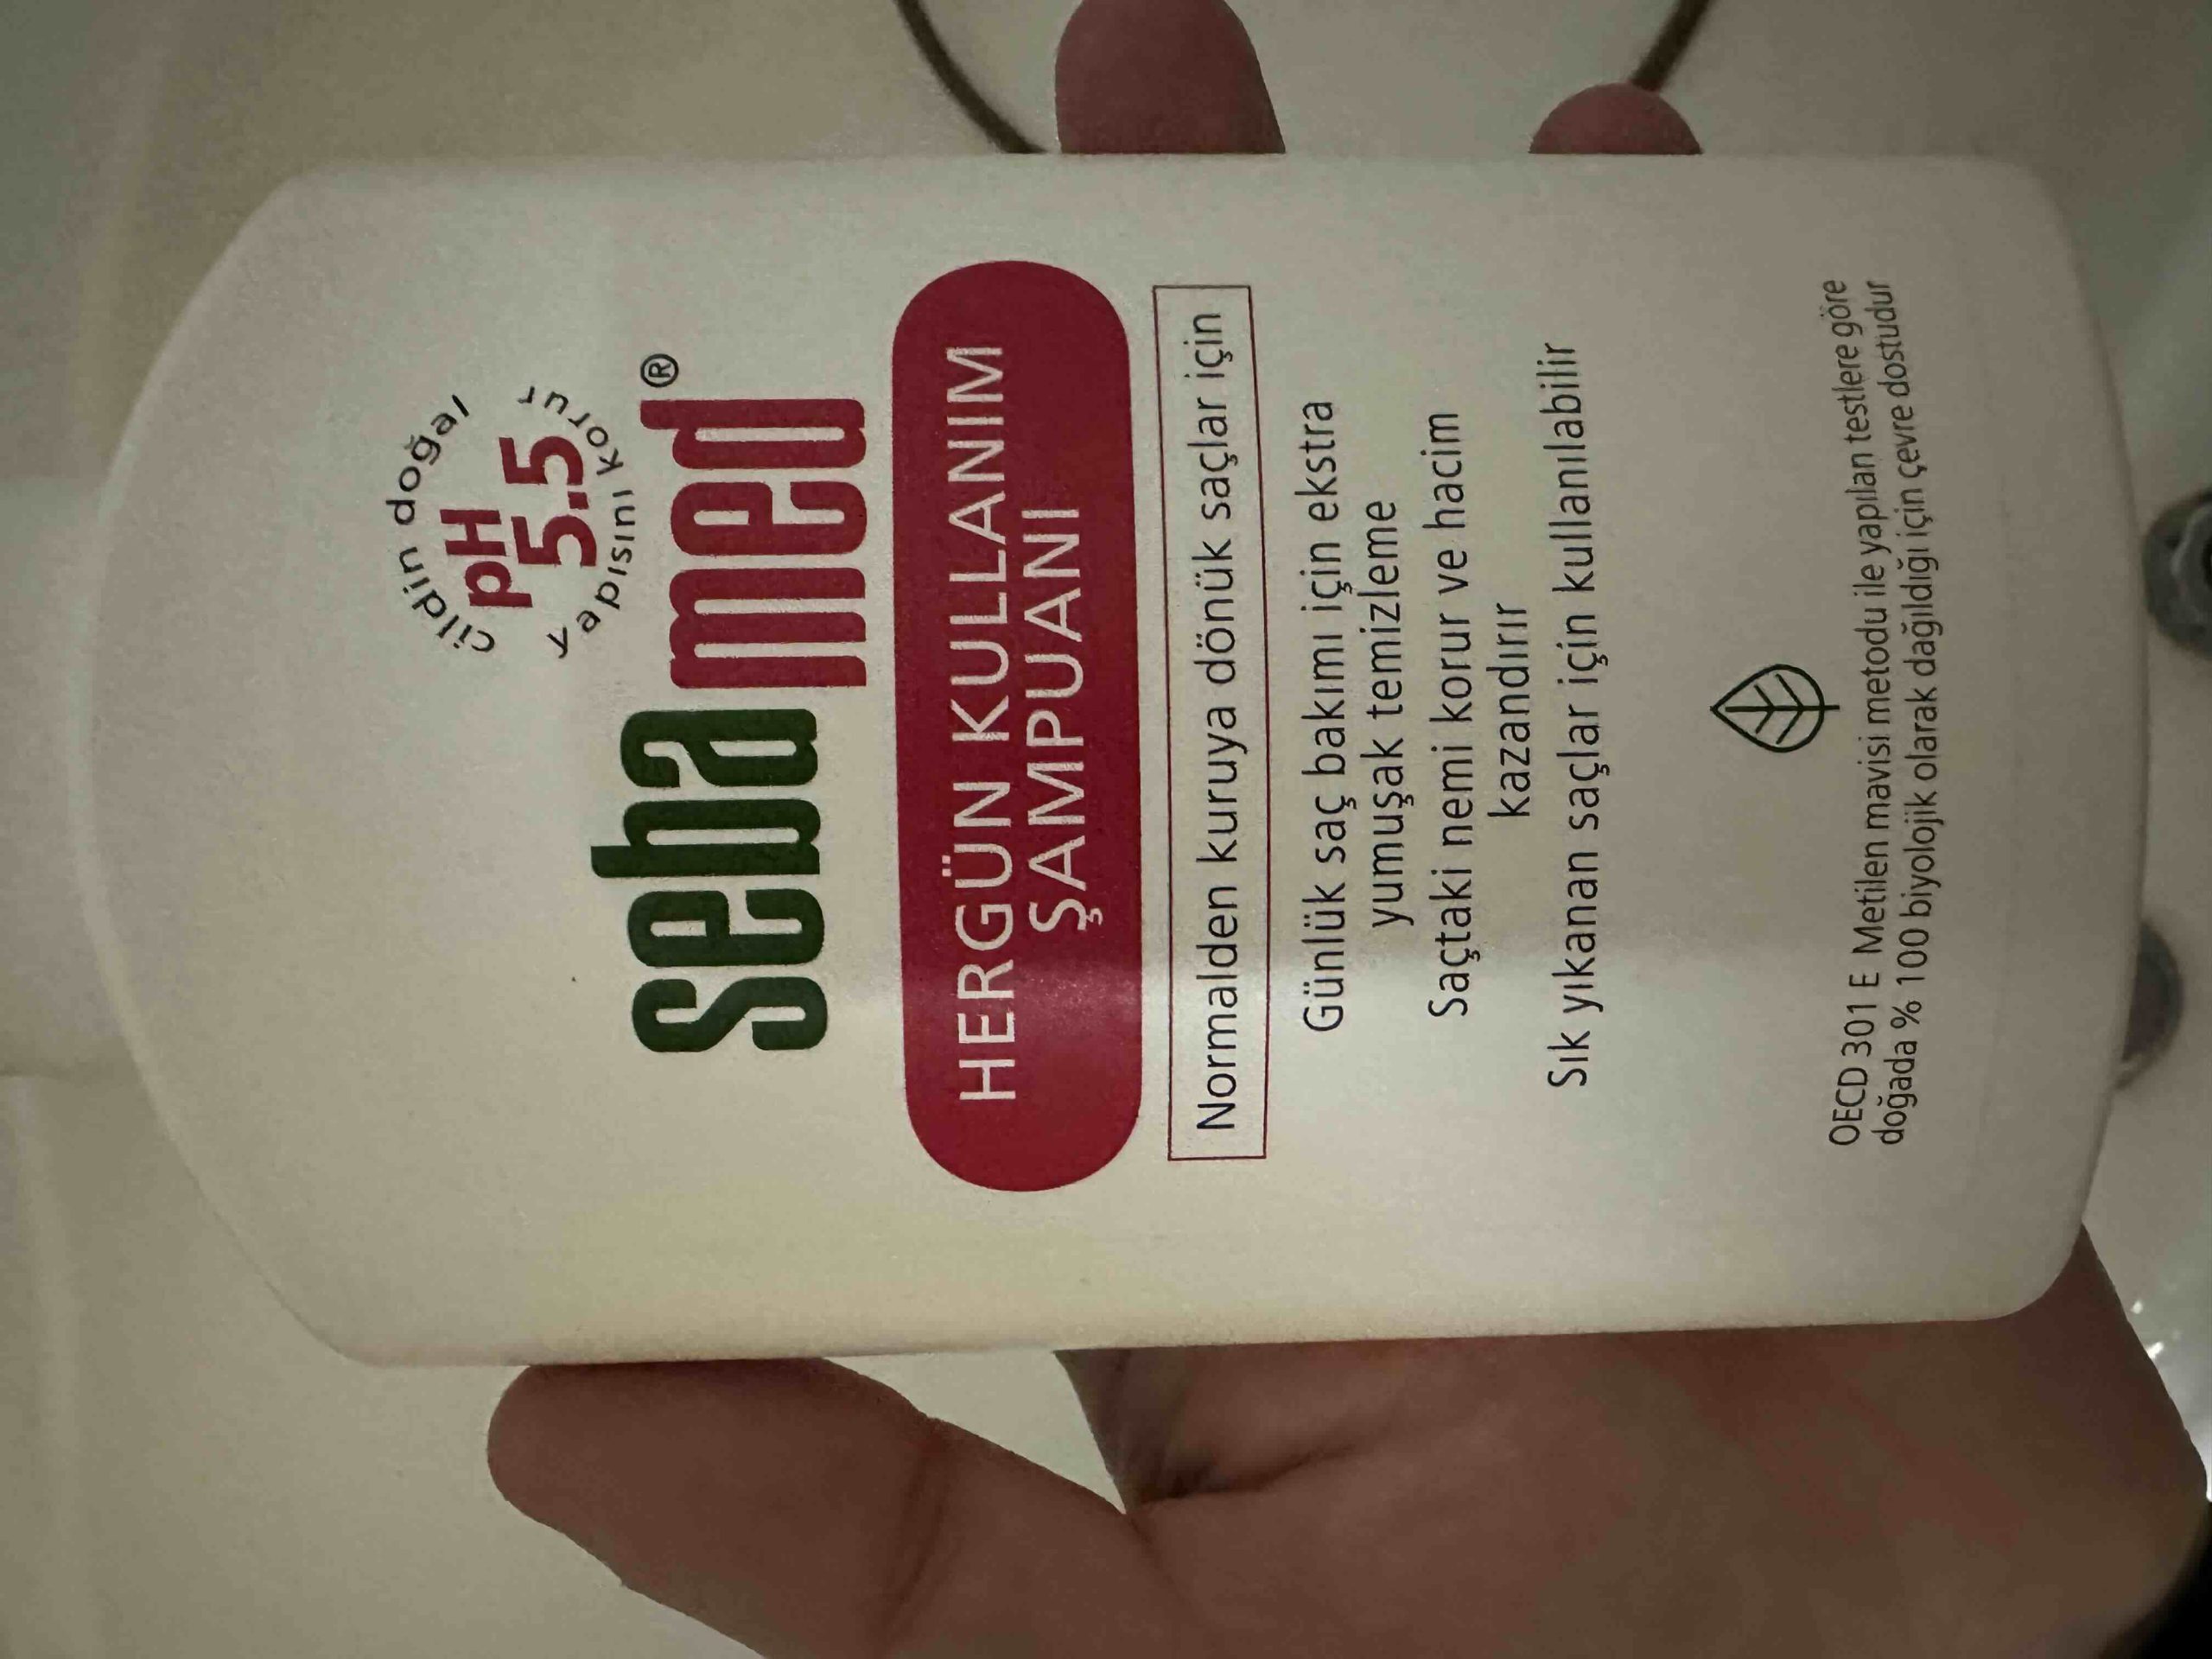 cildin doğal
pH
5.5
yapısını korur
sebamed®
HERGÜN KULLANIM
ŞAMPUANI
Normalden kuruya dönük saçlar için
Günlük saç bakımı için ekstra
yumuşak temizleme
Saçtaki nemi korur ve hacim
kazandırır
Sık yıkanan saçlar için kullanılabilir
OECD 301 E Metilen mavisi metodu ile yapılan testlere göre
doğada % 100 biyolojik olarak dağıldığı için çevre dostudur